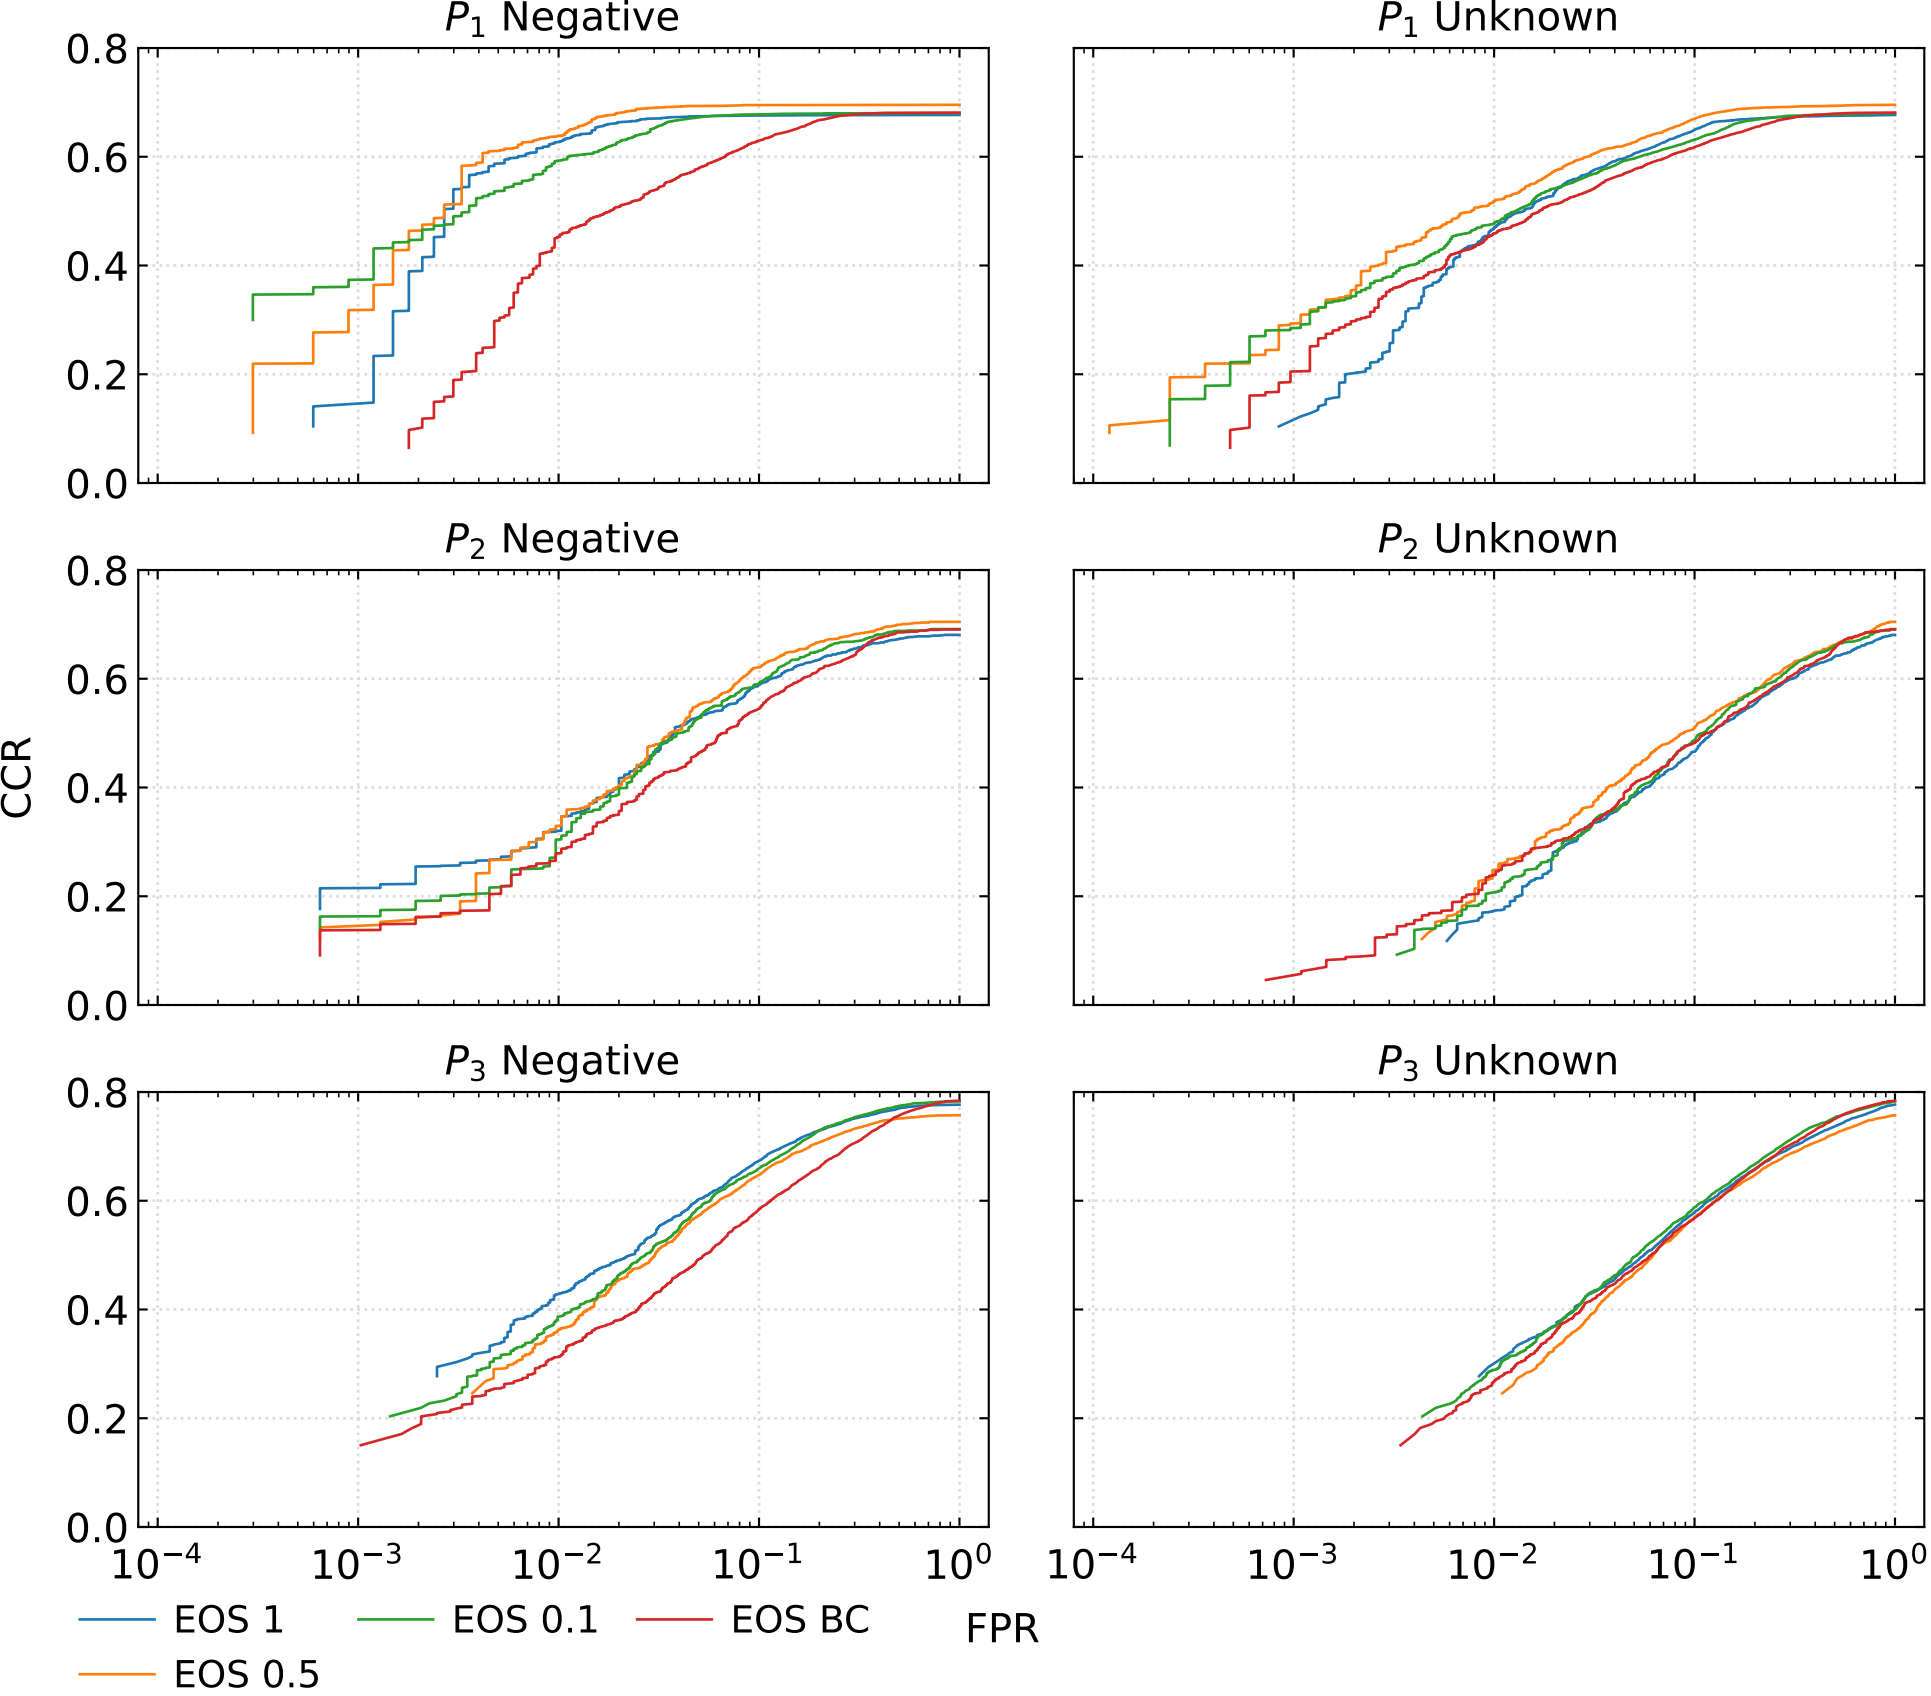 P1 Negative
P1 Unknown
0.8
0.6
0.4
0.2
0.0
P2 Negative
P2 Unknown
0.8
0.6
0.4
0.2
0.0
CCR
P3 Negative
P3 Unknown
0.8
0.6
0.4
0.2
0.0
10⁻⁴ 10⁻³ 10⁻² 10⁻¹ 10⁰
10⁻⁴ 10⁻³ 10⁻² 10⁻¹ 10⁰
EOS 1 EOS 0.1 EOS BC
EOS 0.5
FPR